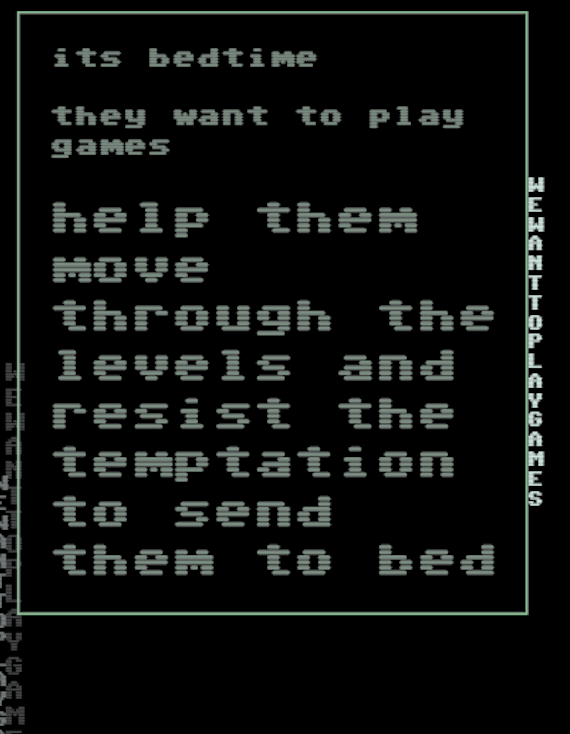 its bedtime
they want to play
games
help them
move
through the
levels and
resist the
temptation
to send
them to bed
WEWANTTOPLAYGAMES
WEWANTTOPLAYGAME